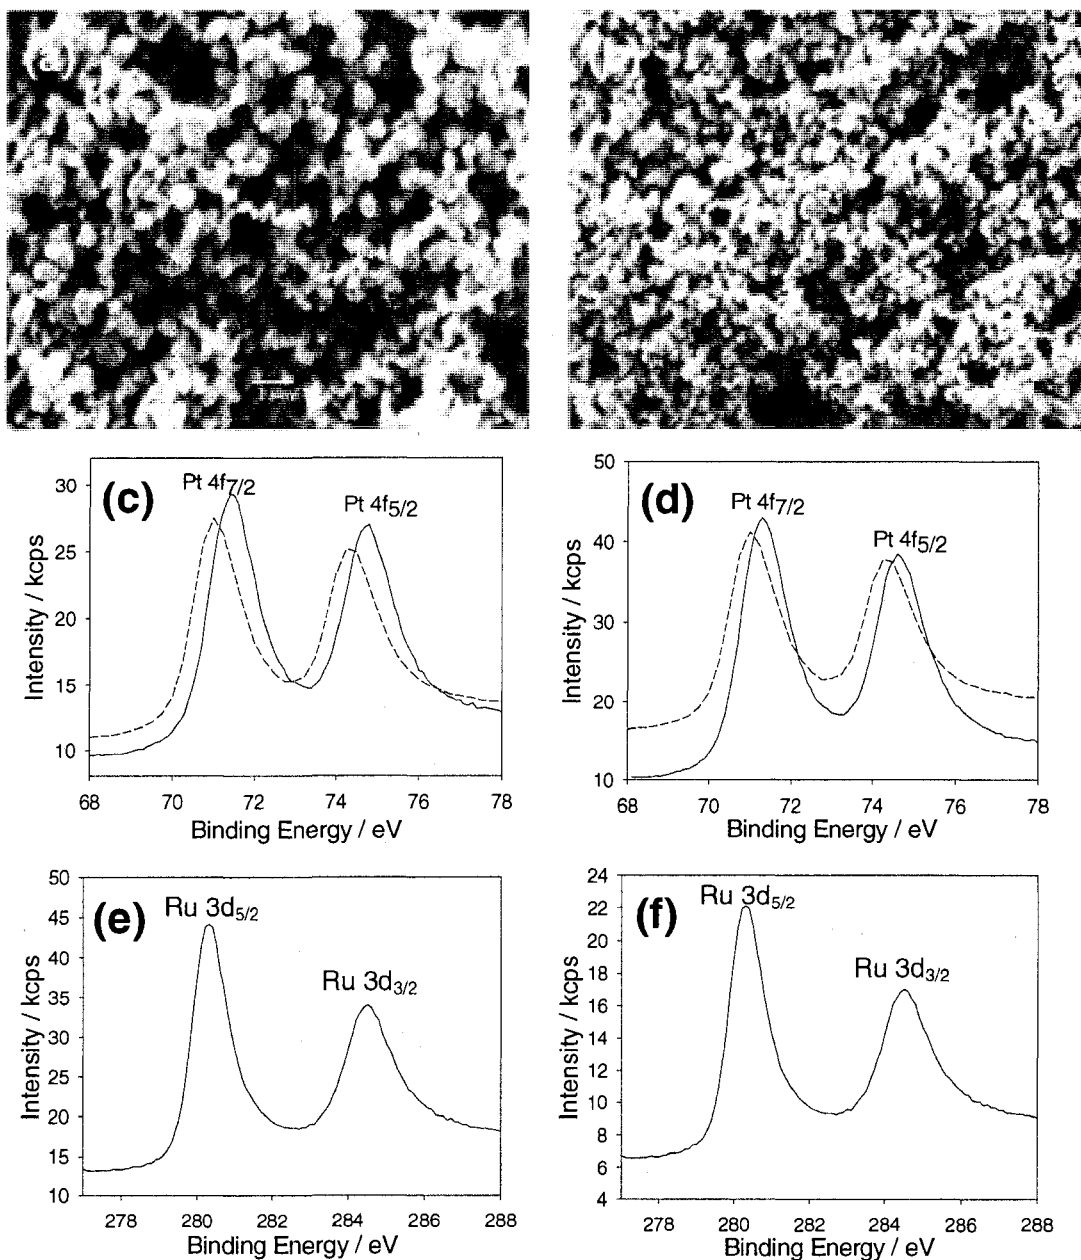 (a)
(c)
Pt 4f7/2
Pt 4f5/2
30
25
20
15
10
68 70 72 74 76 78
Intensity / kcps
Binding Energy / eV
(d)
Pt 4f7/2
Pt 4f5/2
50
40
30
20
10
68 70 72 74 76 78
Intensity / kcps
Binding Energy / eV
(e)
Ru 3d5/2
Ru 3d3/2
50
45
40
35
30
25
20
15
10
278 280 282 284 286 288
Intensity / kcps
Binding Energy / eV
(f)
Ru 3d5/2
Ru 3d3/2
24
22
20
18
16
14
12
10
8
6
4
278 280 282 284 286 288
Intensity / kcps
Binding Energy / eV